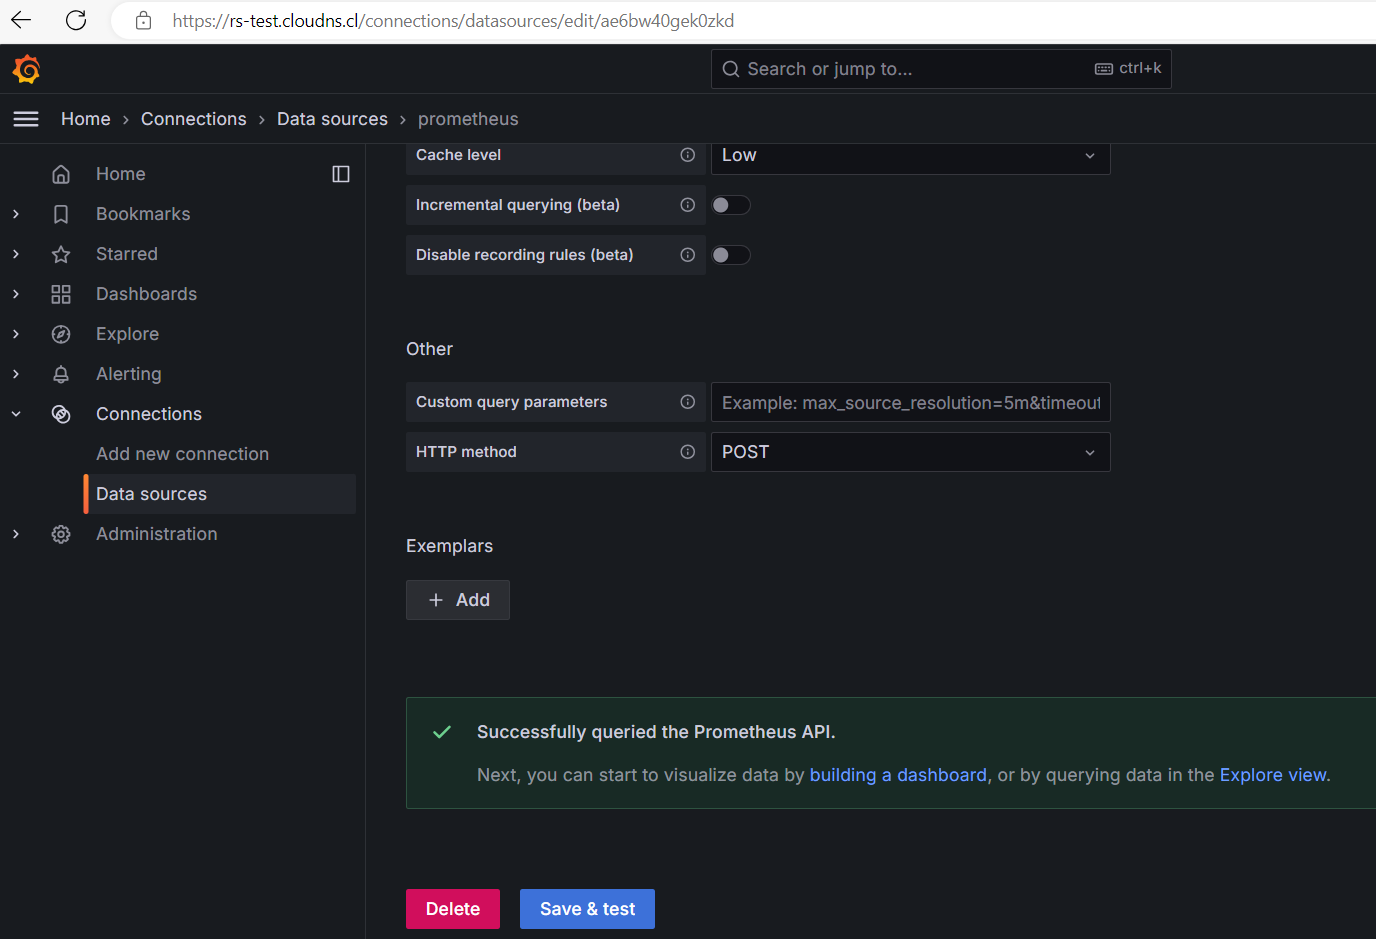 https://rs-test.cloudns.cl/connections/datasources/edit/ae6bw40gek0zkd
Search or jump to...
ctrl+k
Home › Connections › Data sources › prometheus
Home
Bookmarks
Starred
Dashboards
Explore
Alerting
Connections
Add new connection
Data sources
Administration
Cache level
Low
Incremental querying (beta)
Disable recording rules (beta)
Other
Custom query parameters
Example: max_source_resolution=5m&timeout
HTTP method
POST
Exemplars
+ Add
Successfully queried the Prometheus API.
Next, you can start to visualize data by building a dashboard, or by querying data in the Explore view.
Delete
Save & test